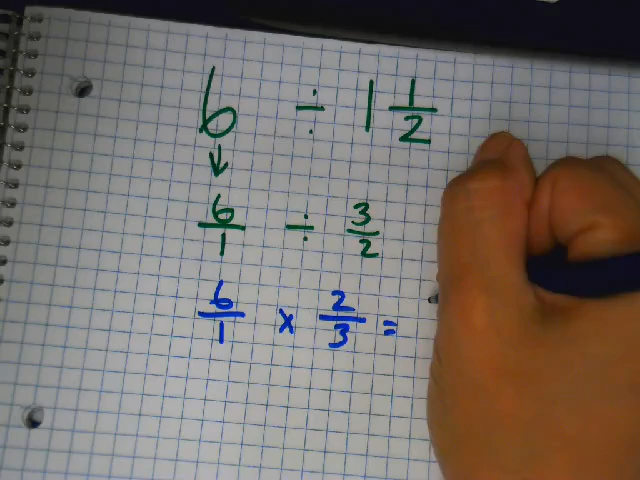 6 ÷ 1 1/2
↓
6/1 ÷ 3/2
6/1 x 2/3 =